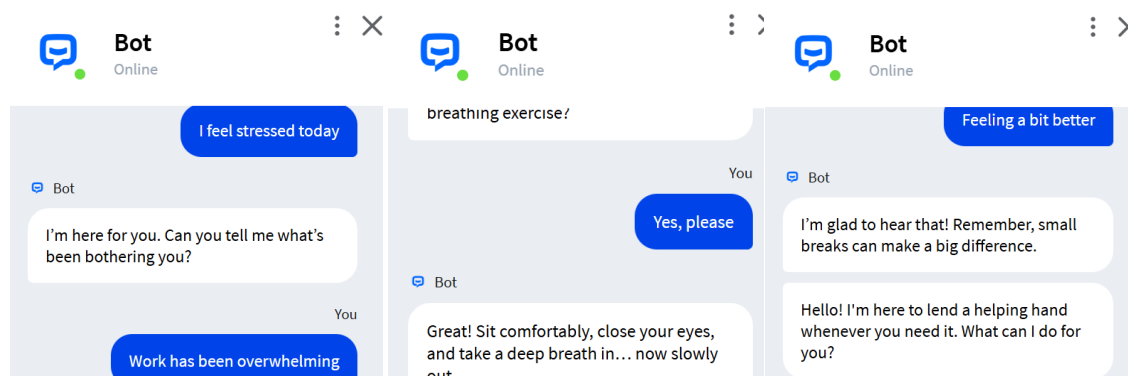 Bot
Online
I feel stressed today
Bot
I'm here for you. Can you tell me what's
been bothering you?
You
Work has been overwhelming
Bot
Online
breathing exercise?
You
Yes, please
Bot
Great! Sit comfortably, close your eyes,
and take a deep breath in… now slowly
out
Bot
Online
Feeling a bit better
Bot
I'm glad to hear that! Remember, small
breaks can make a big difference.
Hello! I'm here to lend a helping hand
whenever you need it. What can I do for
you?